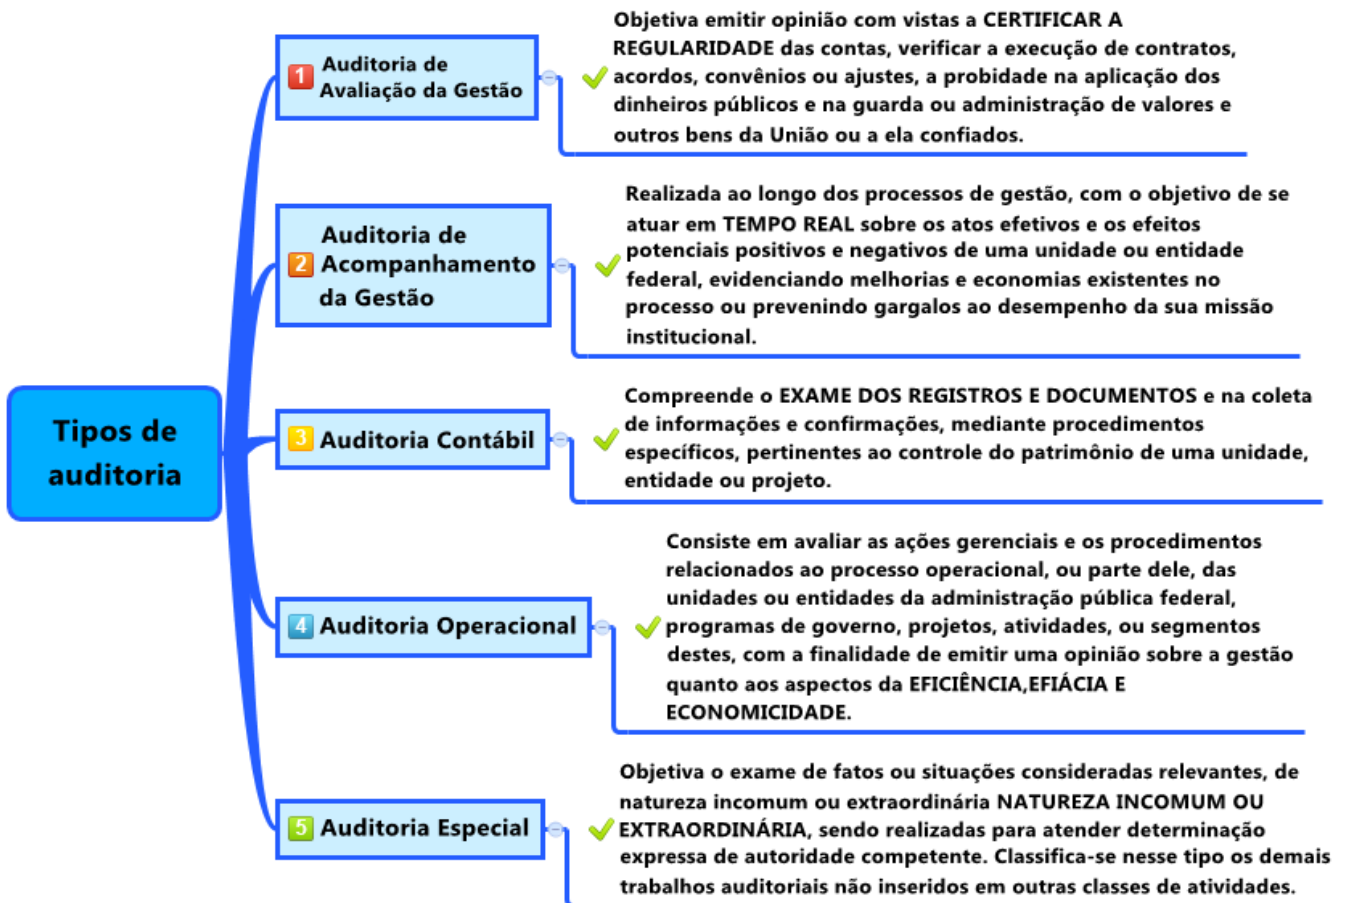 Tipos de
auditoria
1 Auditoria de
Avaliação da Gestão
Objetiva emitir opinião com vistas a CERTIFICAR A
REGULARIDADE das contas, verificar a execução de contratos,
acordos, convênios ou ajustes, a probidade na aplicação dos
dinheiros públicos e na guarda ou administração de valores e
outros bens da União ou a ela confiados.
2 Auditoria de
Acompanhamento
da Gestão
Realizada ao longo dos processos de gestão, com o objetivo de se
atuar em TEMPO REAL sobre os atos efetivos e os efeitos
potenciais positivos e negativos de uma unidade ou entidade
federal, evidenciando melhorias e economias existentes no
processo ou prevenindo gargalos ao desempenho da sua missão
institucional.
3 Auditoria Contábil
Compreende o EXAME DOS REGISTROS E DOCUMENTOS e na coleta
de informações e confirmações, mediante procedimentos
específicos, pertinentes ao controle do patrimônio de uma unidade,
entidade ou projeto.
4 Auditoria Operacional
Consiste em avaliar as ações gerenciais e os procedimentos
relacionados ao processo operacional, ou parte dele, das
unidades ou entidades da administração pública federal,
programas de governo, projetos, atividades, ou segmentos
destes, com a finalidade de emitir uma opinião sobre a gestão
quanto aos aspectos da EFICIÊNCIA,EFIÁCIA E
ECONOMICIDADE.
5 Auditoria Especial
Objetiva o exame de fatos ou situações consideradas relevantes, de
natureza incomum ou extraordinária NATUREZA INCOMUM OU
EXTRAORDINÁRIA, sendo realizadas para atender determinação
expressa de autoridade competente. Classifica-se nesse tipo os demais
trabalhos auditoriais não inseridos em outras classes de atividades.